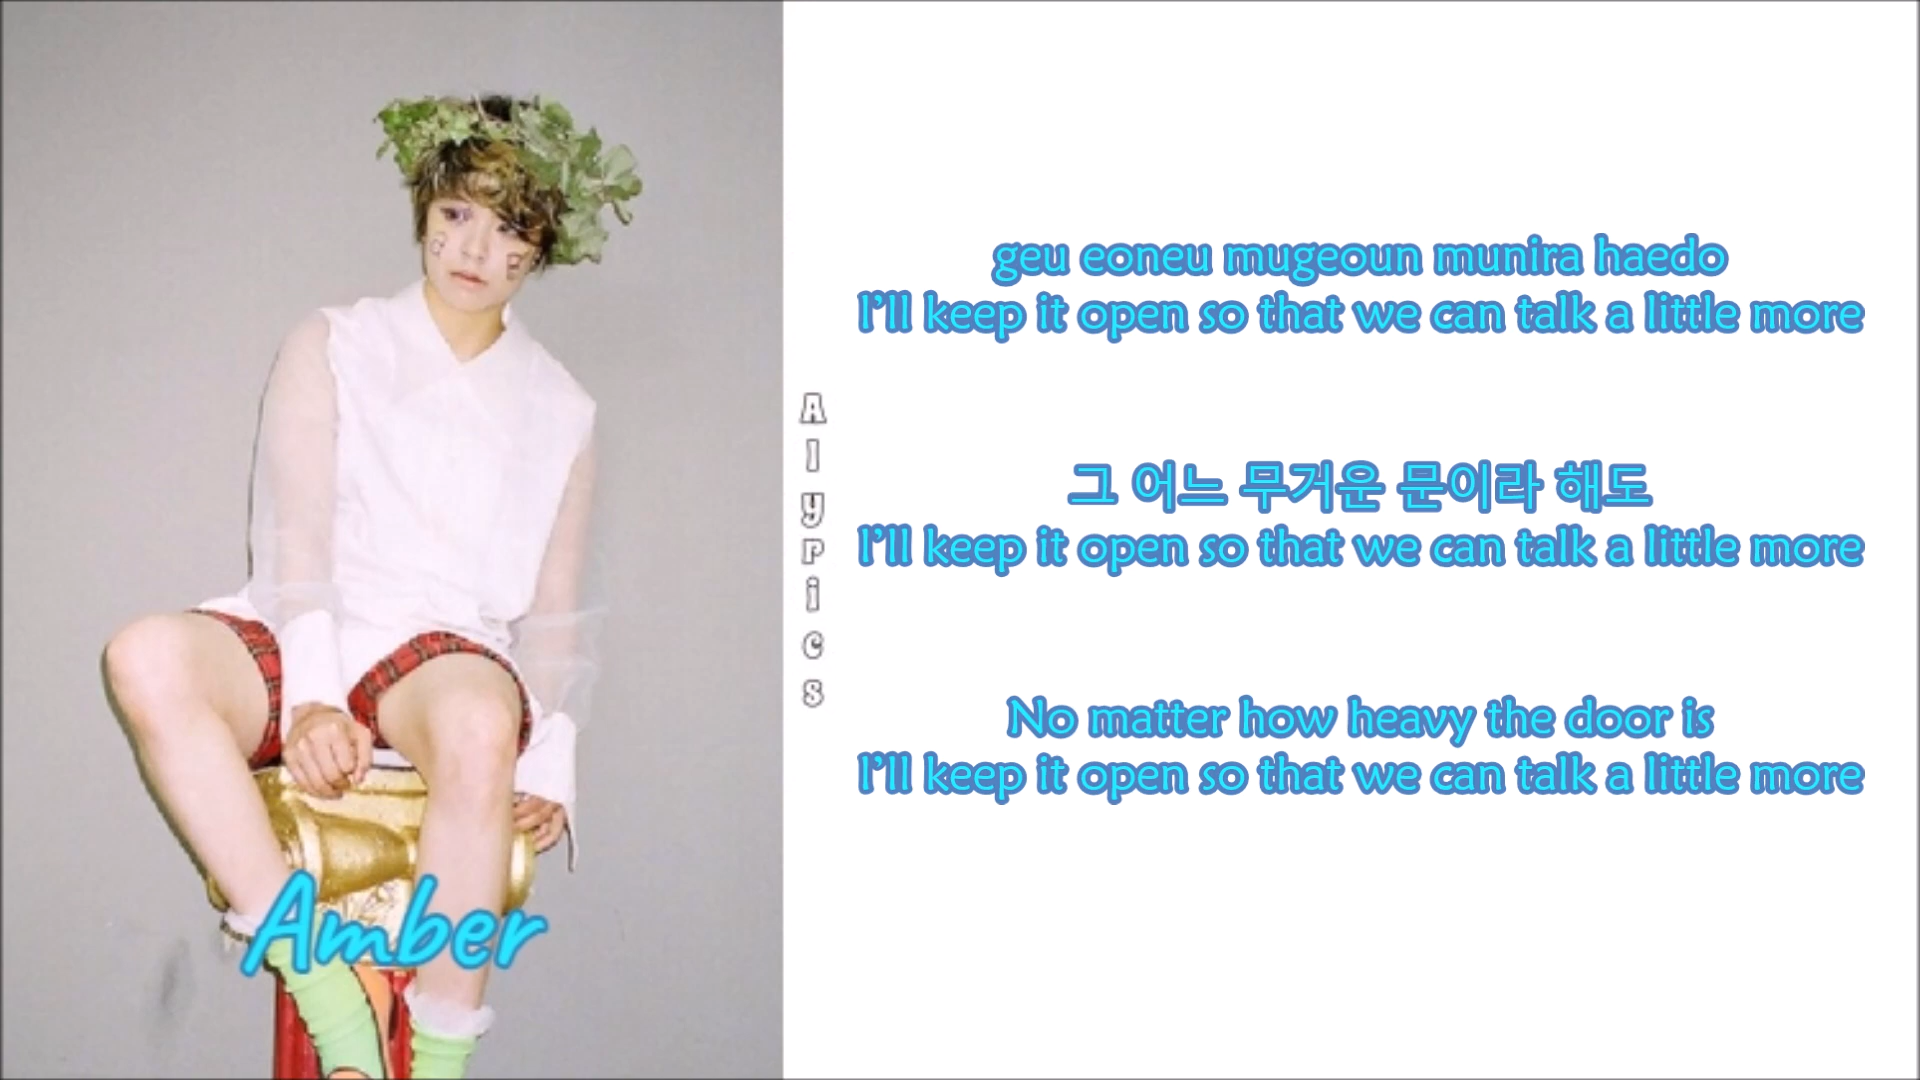 Amber
Alypics
geu eoneu mugeoun munira haedo
I'll keep it open so that we can talk a little more
그 어느 무거운 문이라 해도
I'll keep it open so that we can talk a little more
No matter how heavy the door is
I'll keep it open so that we can talk a little more